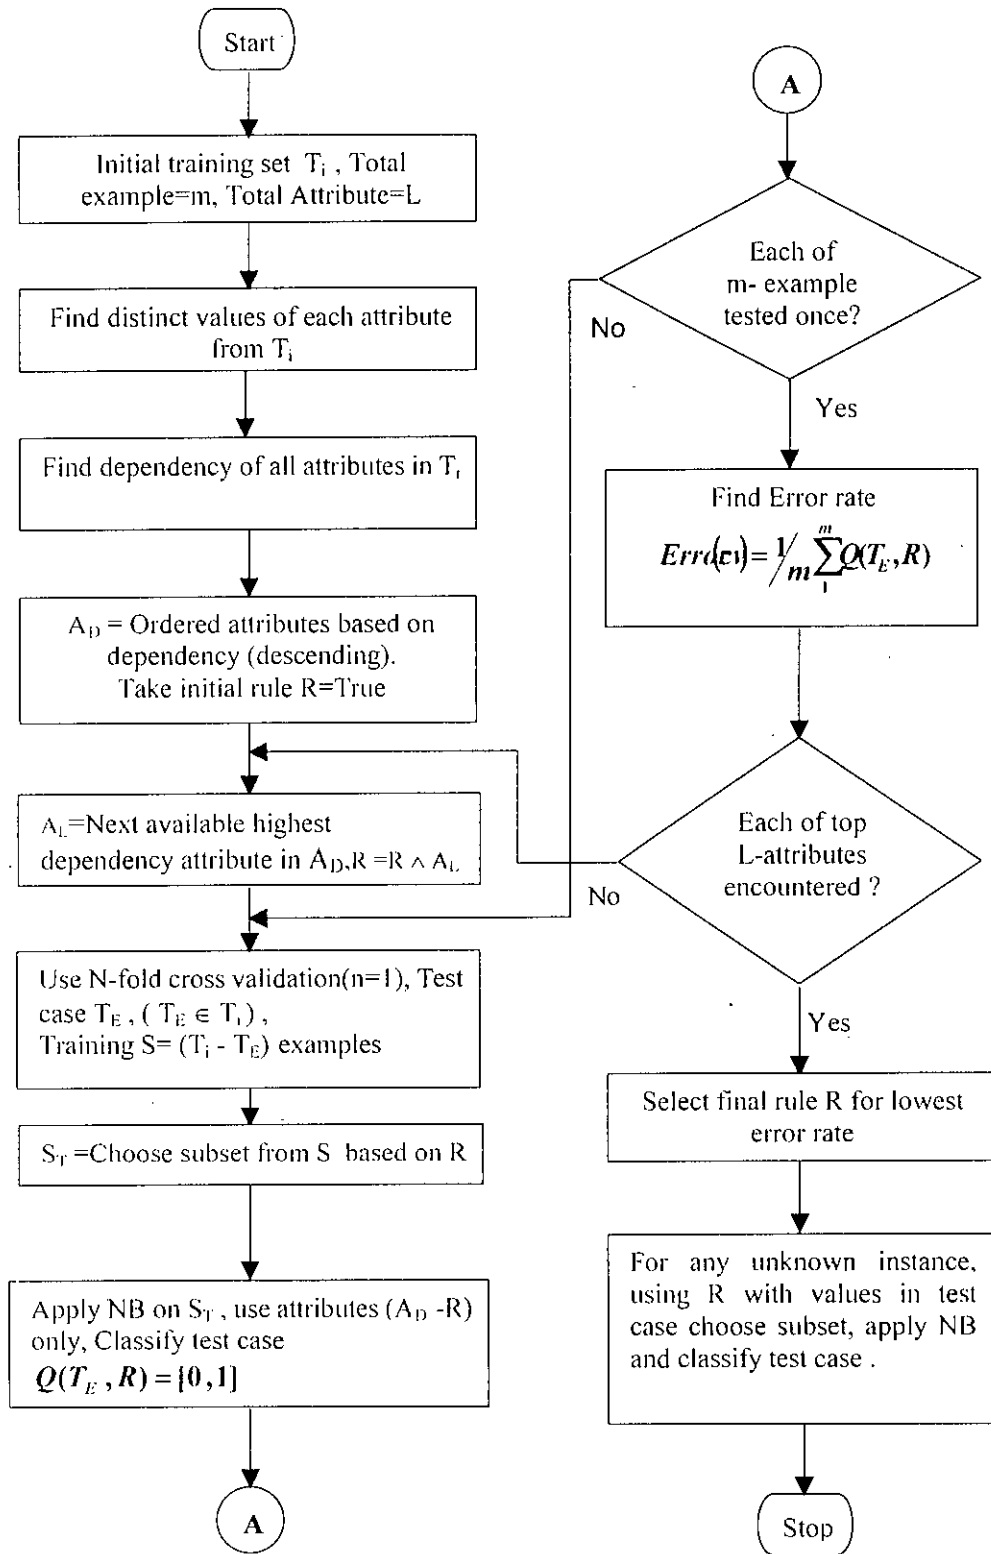 Start
Initial training set T_i , Total
example=m, Total Attribute=L
Find distinct values of each attribute
from T_i
Find dependency of all attributes in T_i
A_D = Ordered attributes based on
dependency (descending).
Take initial rule R=True
A_L=Next available highest
dependency attribute in A_D, R =R ∧ A_L
Use N-fold cross validation(n=1), Test
case T_E , ( T_E ∈ T_i ) ,
Training S= (T_i - T_E) examples
S_T =Choose subset from S based on R
Apply NB on S_T , use attributes (A_D -R)
only, Classify test case
Q(T_E , R) = [0,1]
A
A
Each of
m- example
tested once?
No
Yes
Find Error rate
= 1/m ∑_1^m Q(T_E, R)
Each of top
L-attributes
encountered ?
No
Yes
Select final rule R for lowest
error rate
For any unknown instance,
using R with values in test
case choose subset, apply NB
and classify test case .
Stop